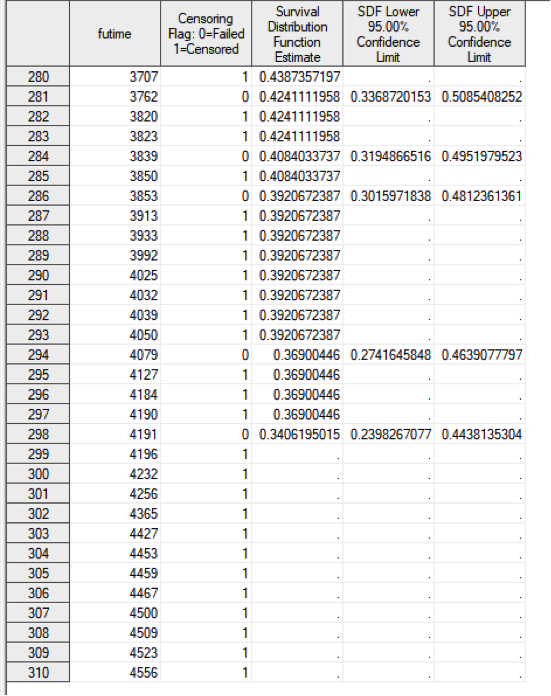 futime Censoring Flag: 0=Failed 1=Censored Survival Distribution Function Estimate SDF Lower 95.00% Confidence Limit SDF Upper 95.00% Confidence Limit
280 3707 1 0.4387357197 . .
281 3762 0 0.4241111958 0.3368720153 0.5085408252
282 3820 1 0.4241111958 . .
283 3823 1 0.4241111958 . .
284 3839 0 0.4084033737 0.3194866516 0.4951979523
285 3850 1 0.4084033737 . .
286 3853 0 0.3920672387 0.3015971838 0.4812361361
287 3913 1 0.3920672387 . .
288 3933 1 0.3920672387 . .
289 3992 1 0.3920672387 . .
290 4025 1 0.3920672387 . .
291 4032 1 0.3920672387 . .
292 4039 1 0.3920672387 . .
293 4050 1 0.3920672387 . .
294 4079 0 0.36900446 0.2741645848 0.4639077797
295 4127 1 0.36900446 . .
296 4184 1 0.36900446 . .
297 4190 1 0.36900446 . .
298 4191 0 0.3406195015 0.2398267077 0.4438135304
299 4196 1 . . .
300 4232 1 . . .
301 4256 1 . . .
302 4365 1 . . .
303 4427 1 . . .
304 4453 1 . . .
305 4459 1 . . .
306 4467 1 . . .
307 4500 1 . . .
308 4509 1 . . .
309 4523 1 . . .
310 4556 1 . . .